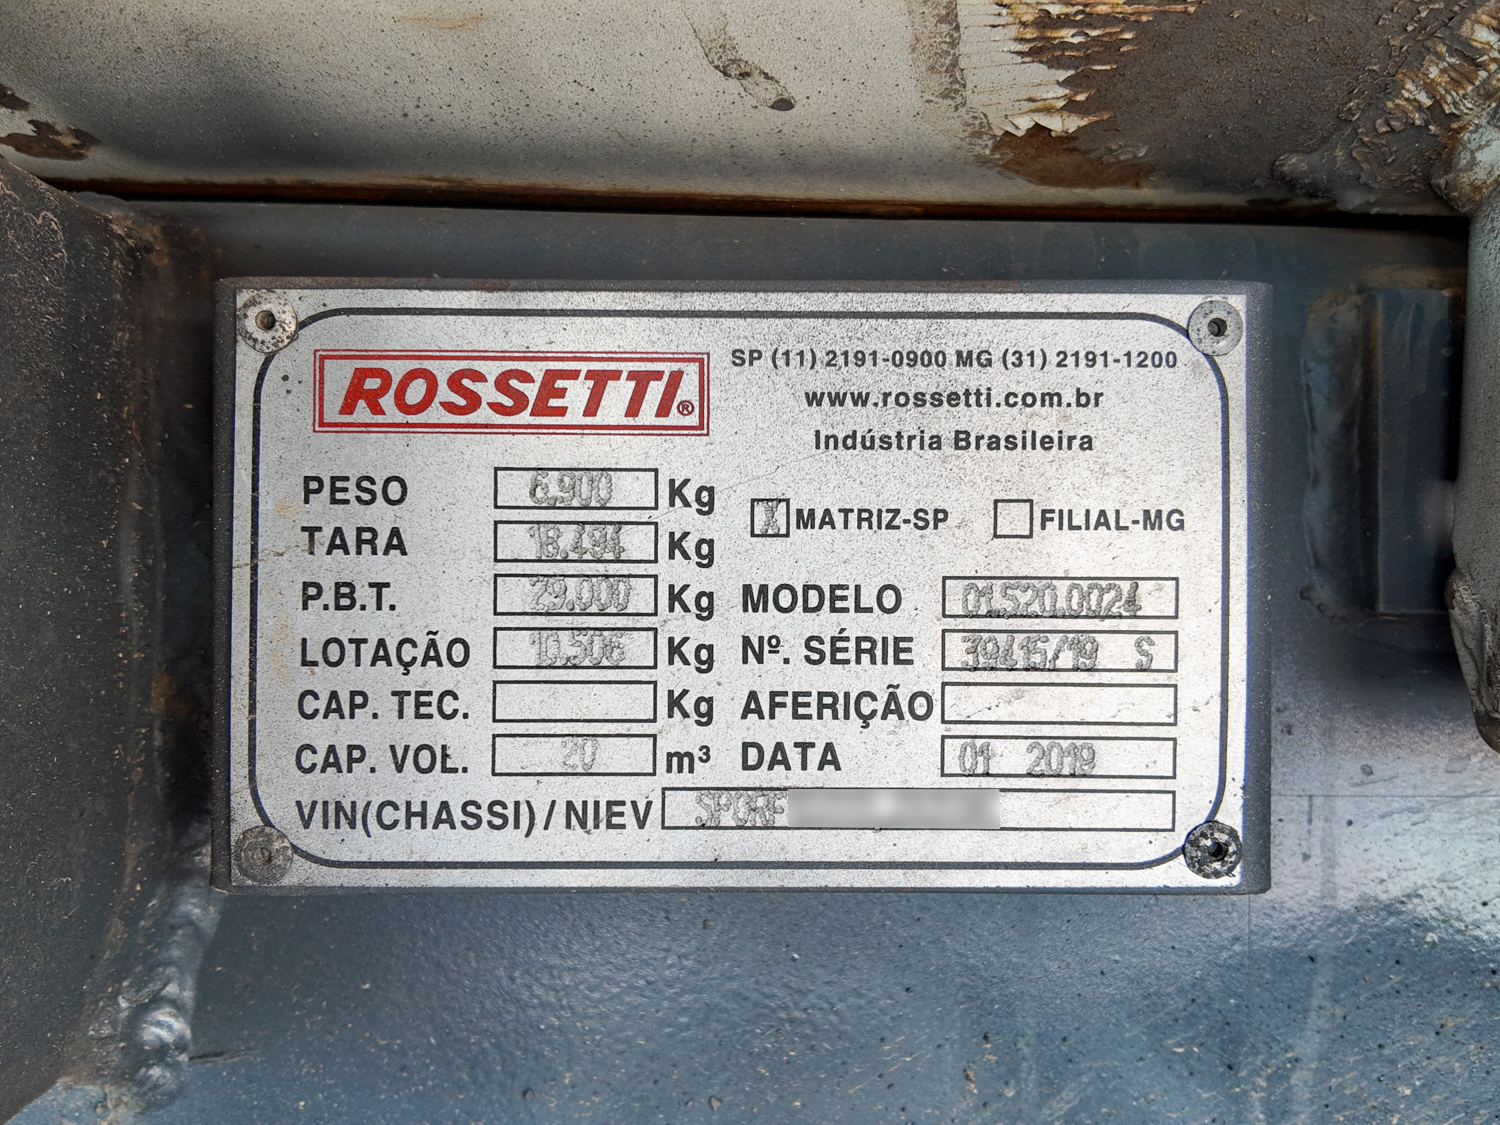 ROSSETTI®
SP (11) 2191-0900 MG (31) 2191-1200
www.rossetti.com.br
Indústria Brasileira
PESO 6.900 Kg
TARA 18.494 Kg
P.B.T. 29.000 Kg
LOTAÇÃO 10.506 Kg
CAP. TEC. Kg
CAP. VOL. 20 m³
X MATRIZ-SP FILIAL-MG
MODELO 01.520.0024
Nº. SÉRIE 39415/19 S
AFERIÇÃO
DATA 01 2019
VIN(CHASSI) / NIEV